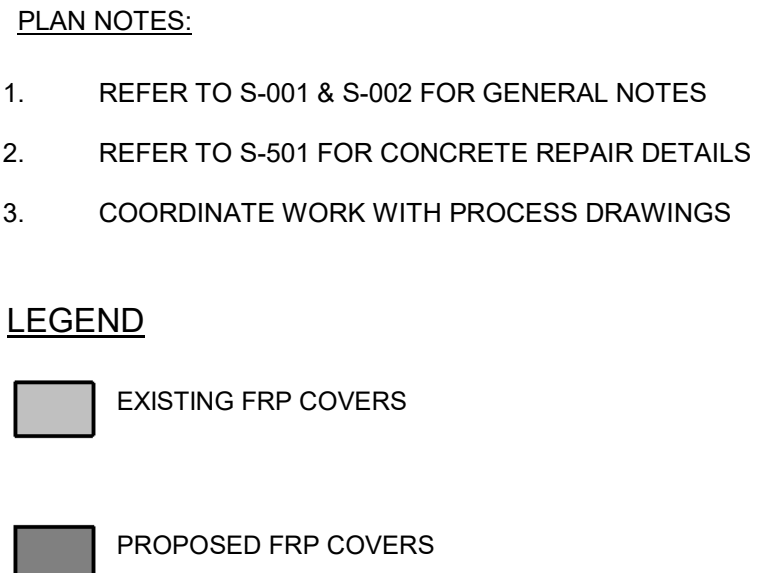 PLAN NOTES:
1. REFER TO S-001 & S-002 FOR GENERAL NOTES
2. REFER TO S-501 FOR CONCRETE REPAIR DETAILS
3. COORDINATE WORK WITH PROCESS DRAWINGS
LEGEND
EXISTING FRP COVERS
PROPOSED FRP COVERS